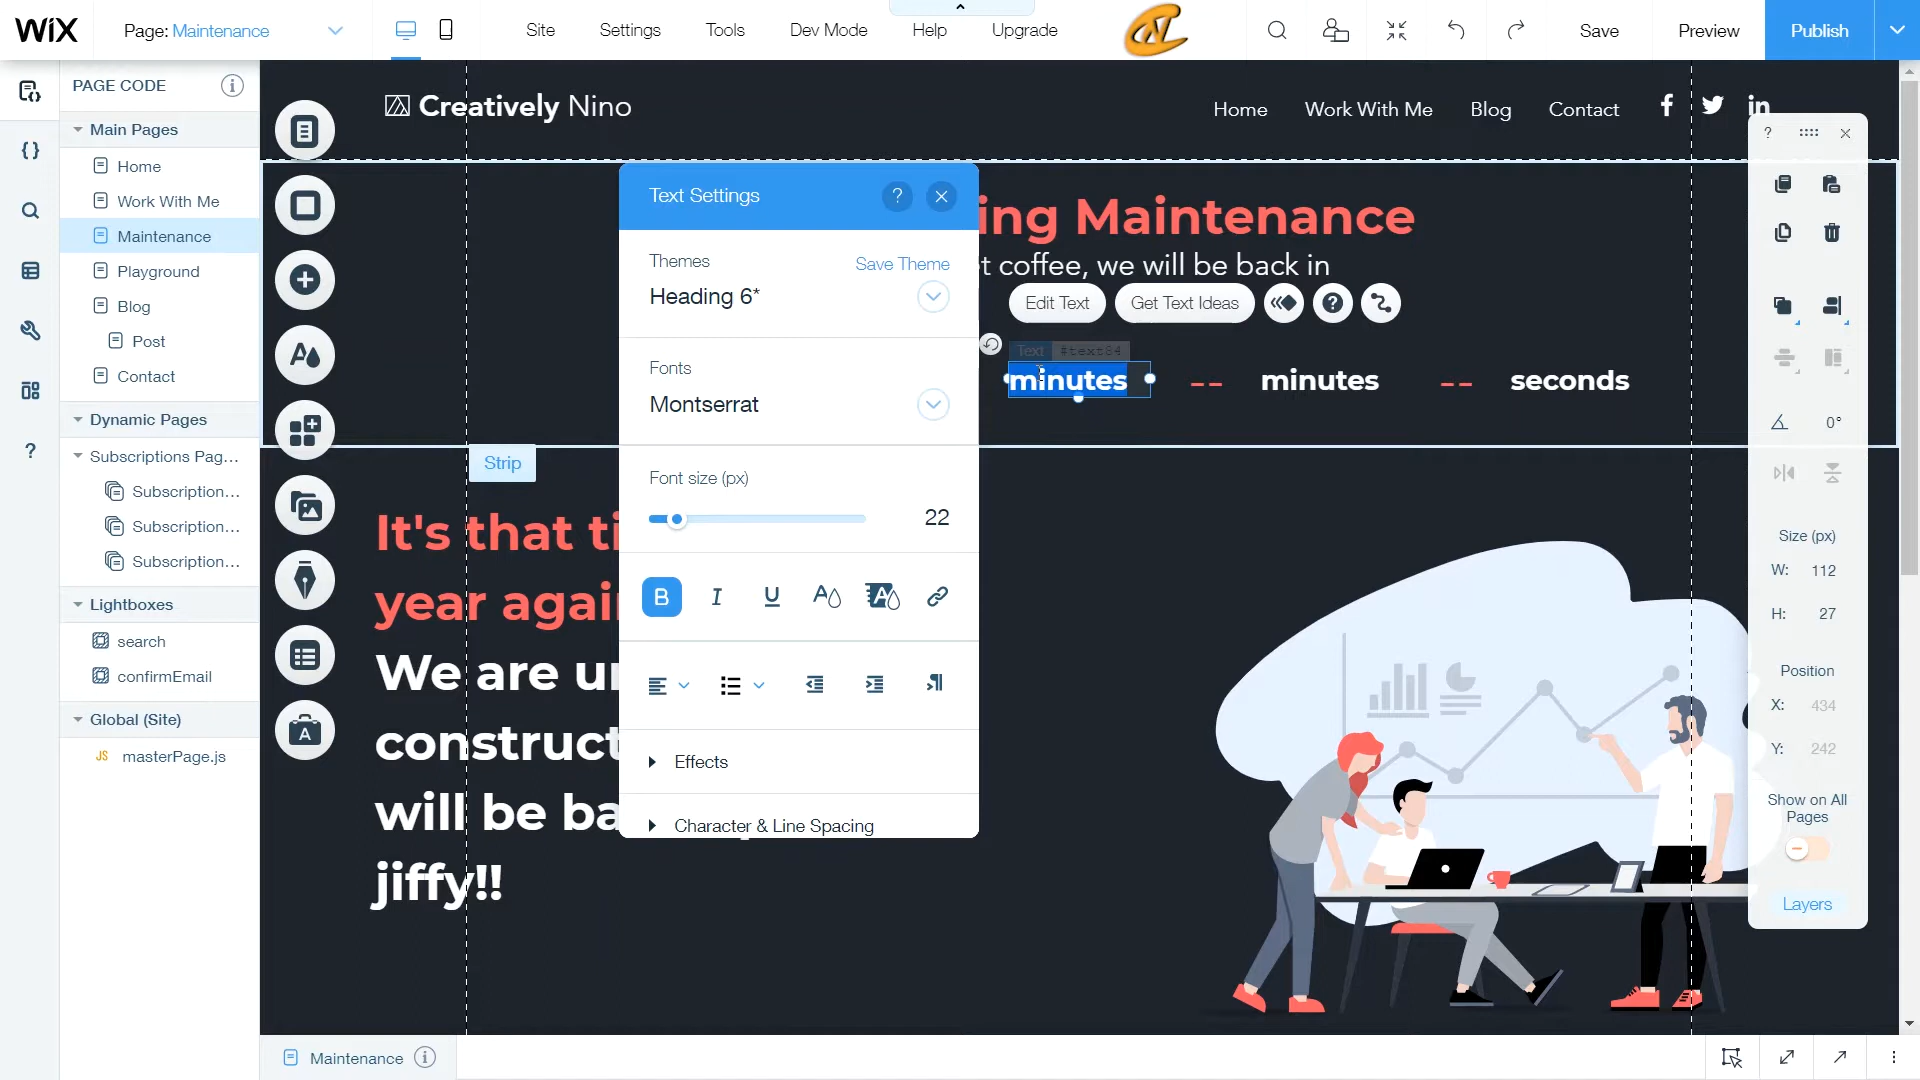 WIX
Page: Maintenance
Site
Settings
Tools
Dev Mode
Help
Upgrade
Save
Preview
Publish
PAGE CODE
Main Pages
Home
Work With Me
Maintenance
Playground
Blog
Post
Contact
Dynamic Pages
Subscriptions Pag...
Subscription...
Subscription...
Subscription...
Lightboxes
search
confirmEmail
Global (Site)
JS masterPage.js
Creatively Nino
Home
Work With Me
Blog
Contact
ing Maintenance
t coffee, we will be back in
Edit Text
Get Text Ideas
Text #text84
minutes
-- minutes
-- seconds
Strip
It's that ti
year agai
We are u
construct
will be ba
jiffy!!
Text Settings
?
Themes
Save Theme
Heading 6*
Fonts
Montserrat
Font size (px)
22
B I U
Effects
Character & Line Spacing
?
0°
Size (px)
W: 112
H: 27
Position
X: 434
Y: 242
Show on All
Pages
Layers
Maintenance